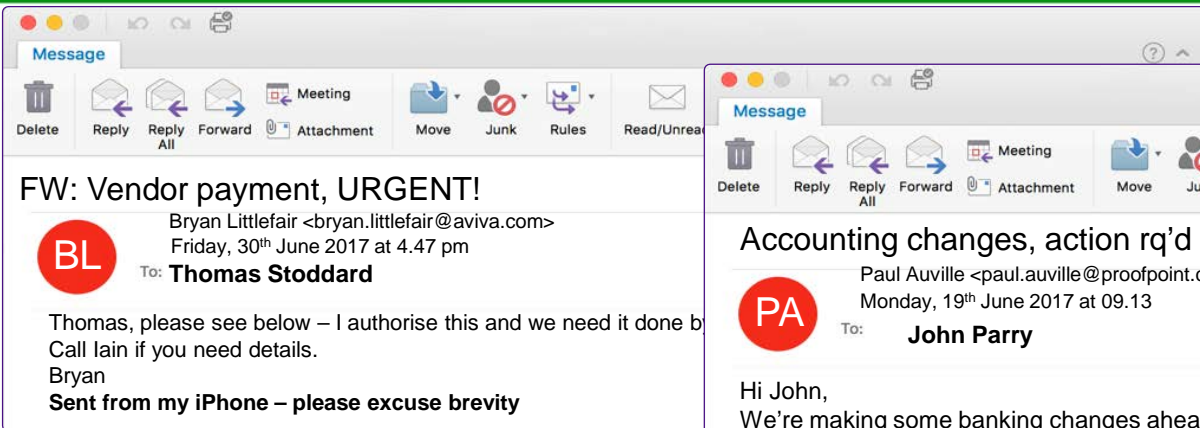 Message
Delete
Reply
Reply All
Forward
Meeting
Attachment
Move
Junk
Rules
FW: Vendor payment, URGENT!
BL
Bryan Littlefair <bryan.littlefair@aviva.com>
Friday, 30th June 2017 at 4.47 pm
To: Thomas Stoddard
Thomas, please see below – I authorise this and we need it done
Call Iain if you need details.
Bryan
Sent from my iPhone – please excuse brevity
Message
Delete
Reply
Reply All
Forward
Meeting
Attachment
Move
Accounting changes, action rq'd
PA
Paul Auville <paul.auville@proofpoint.
Monday, 19th June 2017 at 09.13
To: John Parry
Hi John,
We're making some banking changes